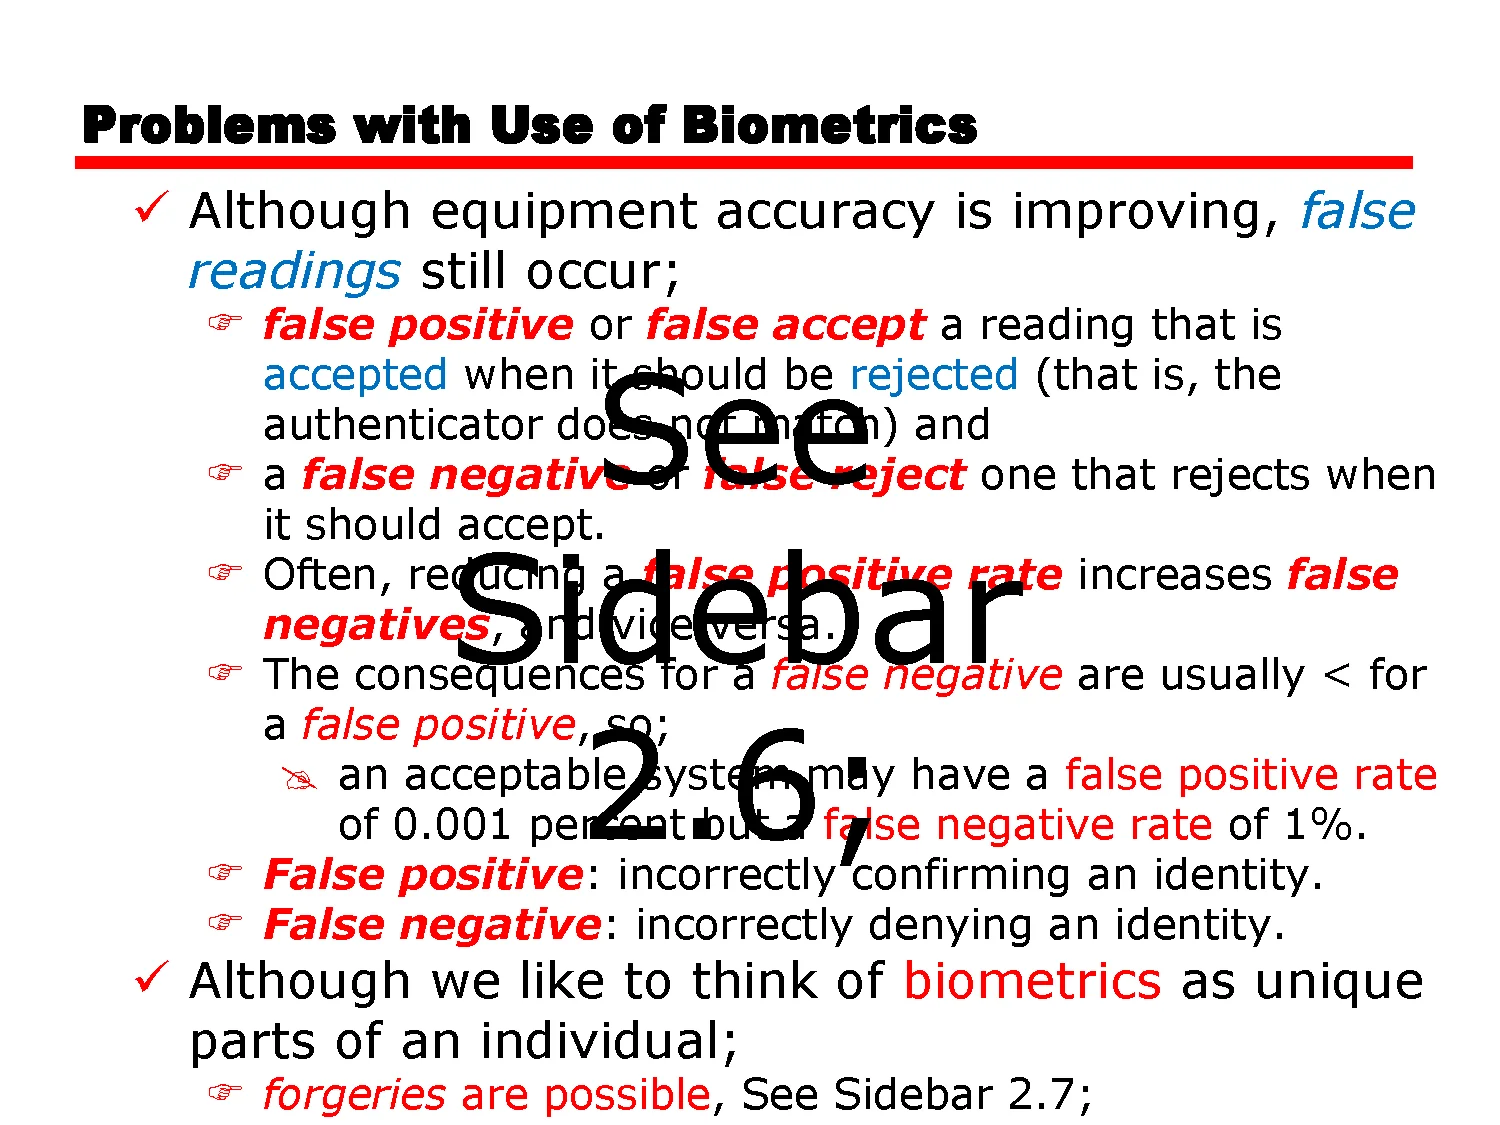 Problems with Use of Biometrics
✓ Although equipment accuracy is improving, false
readings still occur;
☞ false positive or false accept a reading that is
accepted when it should be rejected (that is, the
authenticator does not match) and
☞ a false negative or false reject one that rejects when
it should accept.
☞ Often, reducing a false positive rate increases false
negatives, and vice versa.
☞ The consequences for a false negative are usually < for
a false positive, so;
an acceptable system may have a false positive rate
of 0.001 percent but a false negative rate of 1%.
☞ False positive: incorrectly confirming an identity.
☞ False negative: incorrectly denying an identity.
✓ Although we like to think of biometrics as unique
parts of an individual;
☞ forgeries are possible, See Sidebar 2.7;
See
Sidebar
2.6;